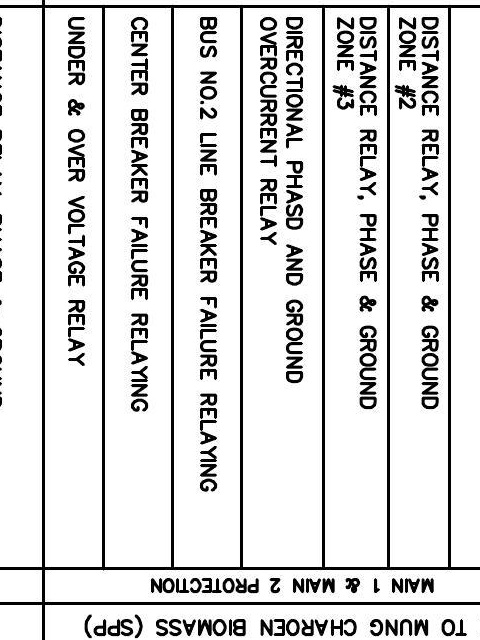 DISTANCE RELAY, PHASE & GROUND
ZONE #2
DISTANCE RELAY, PHASE & GROUND
ZONE #3
DIRECTIONAL PHASD AND GROUND
OVERCURRENT RELAY
BUS NO.2 LINE BREAKER FAILURE RELAYING
CENTER BREAKER FAILURE RELAYING
UNDER & OVER VOLTAGE RELAY
MAIN 1 & MAIN 2 PROTECTION
TO MUNG CHAROEN BIOMASS (SPP)